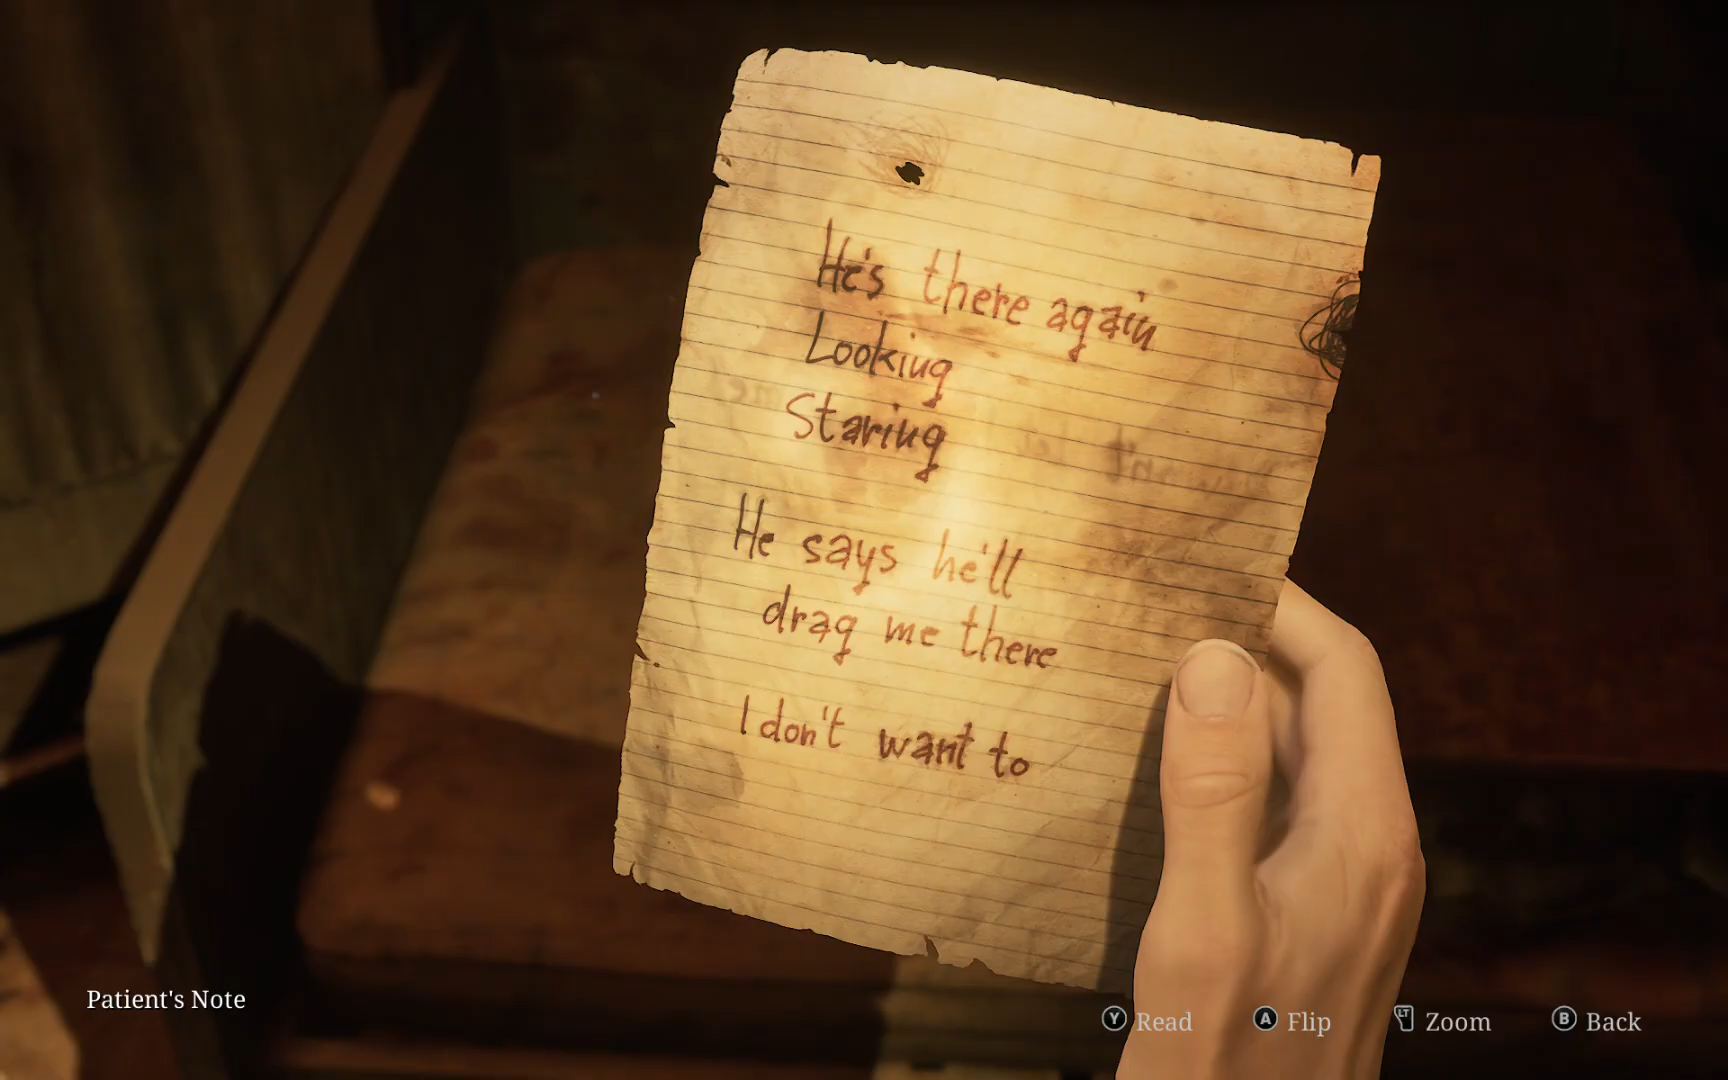 He's there again
Looking
Staring
He says he'll
drag me there
I don't want to
Patient's Note
Y Read
A Flip
LT Zoom
B Back